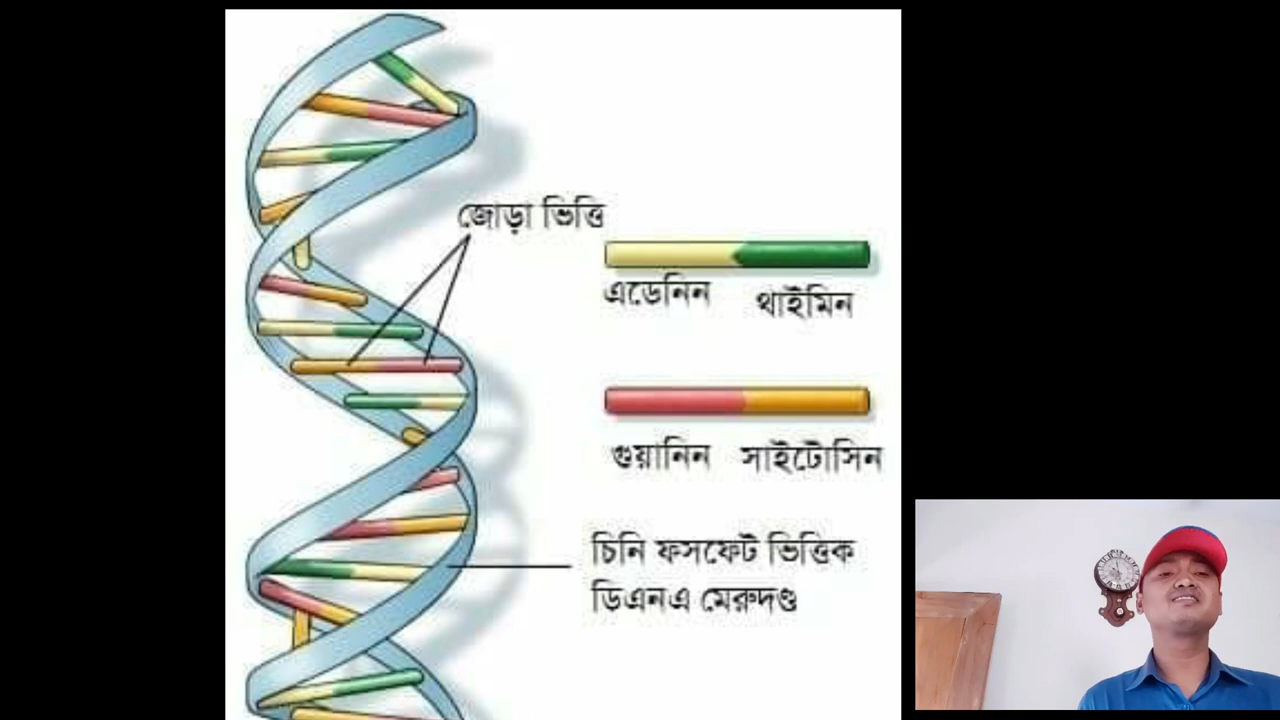 জোড়া ভিত্তি
এডেনিন থাইমিন
গুয়ানিন সাইটোসিন
চিনি ফসফেট ভিত্তিক
ডিএনএ মেরুদণ্ড